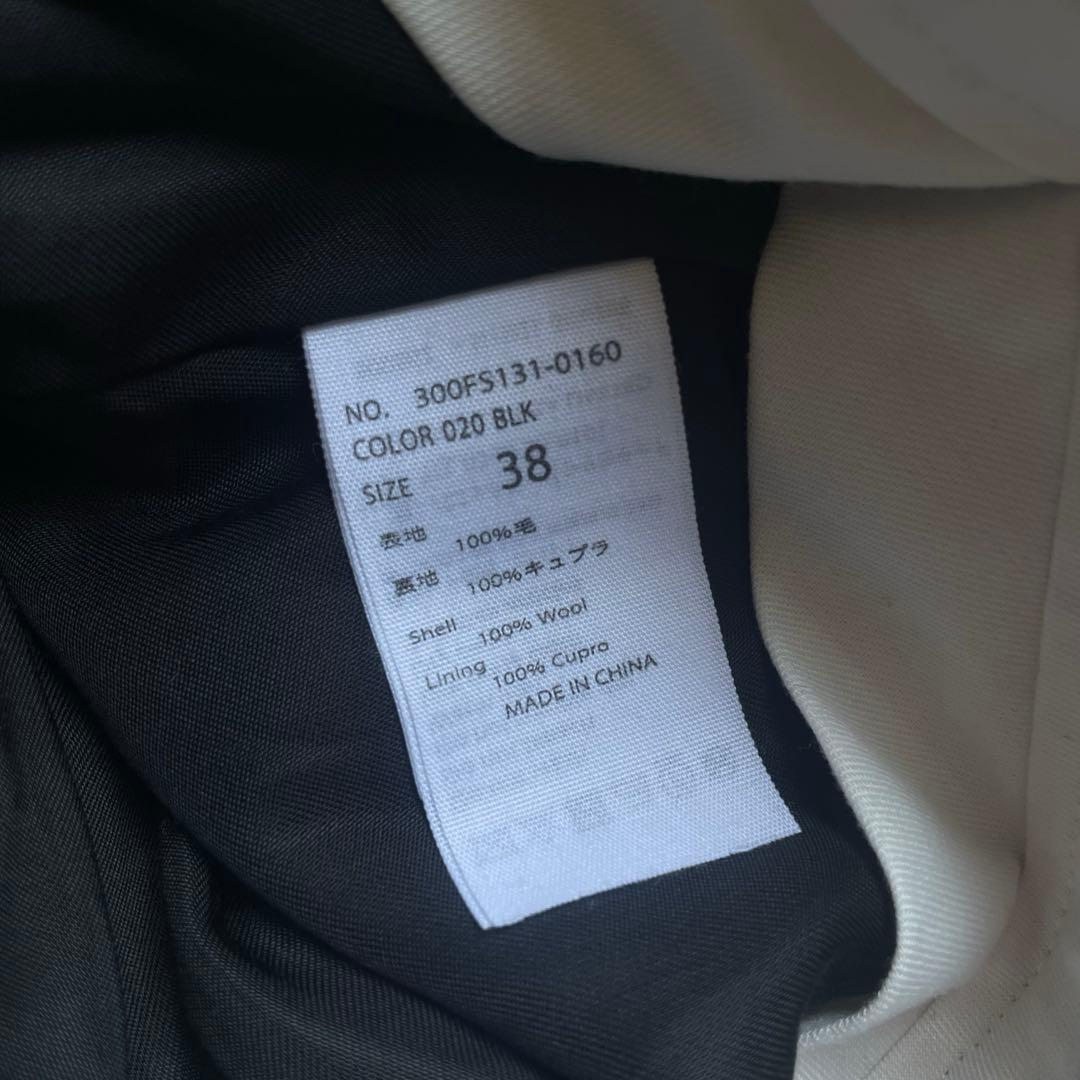 NO. 300FS131-0160
COLOR 020 BLK
SIZE 38
表地 100%毛
裏地 100%キュプラ
Shell 100% Wool
Lining 100% Cupro
MADE IN CHINA